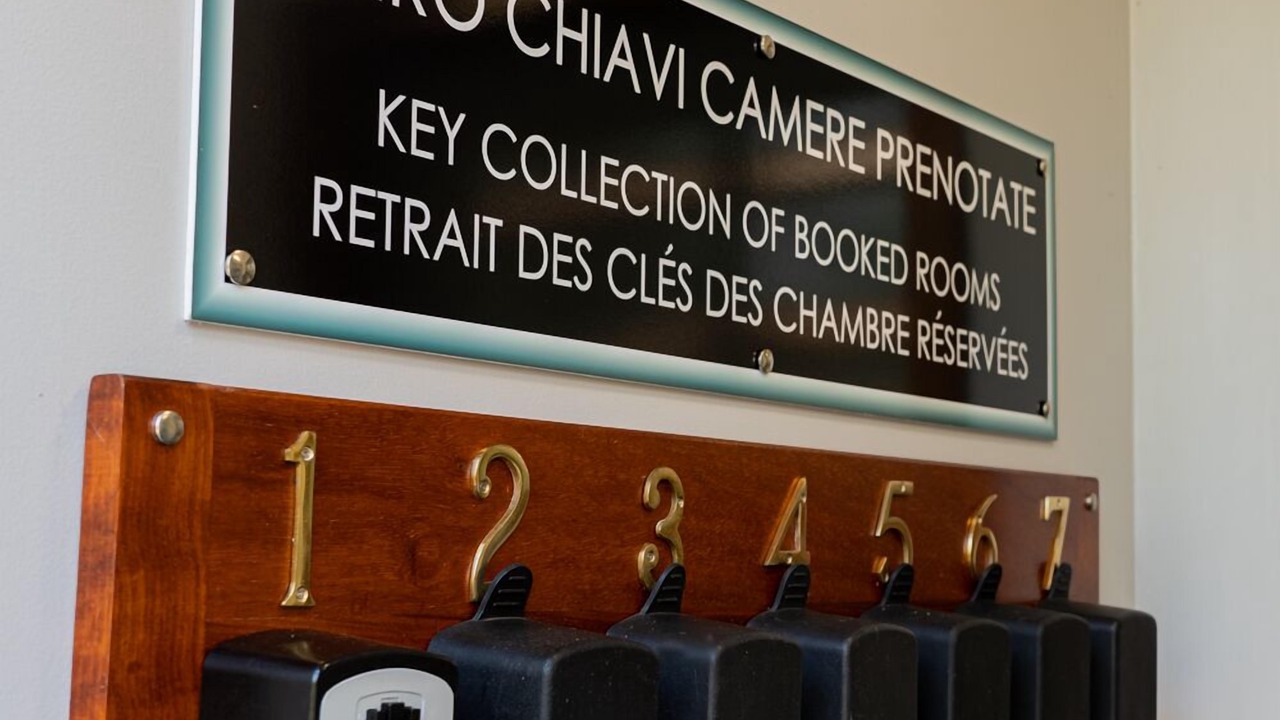 CHIAVI CAMERE PRENOTATE
KEY COLLECTION OF BOOKED ROOMS
RETRAIT DES CLÉS DES CHAMBRE RÉSERVÉES
1 2 3 4 5 6 7